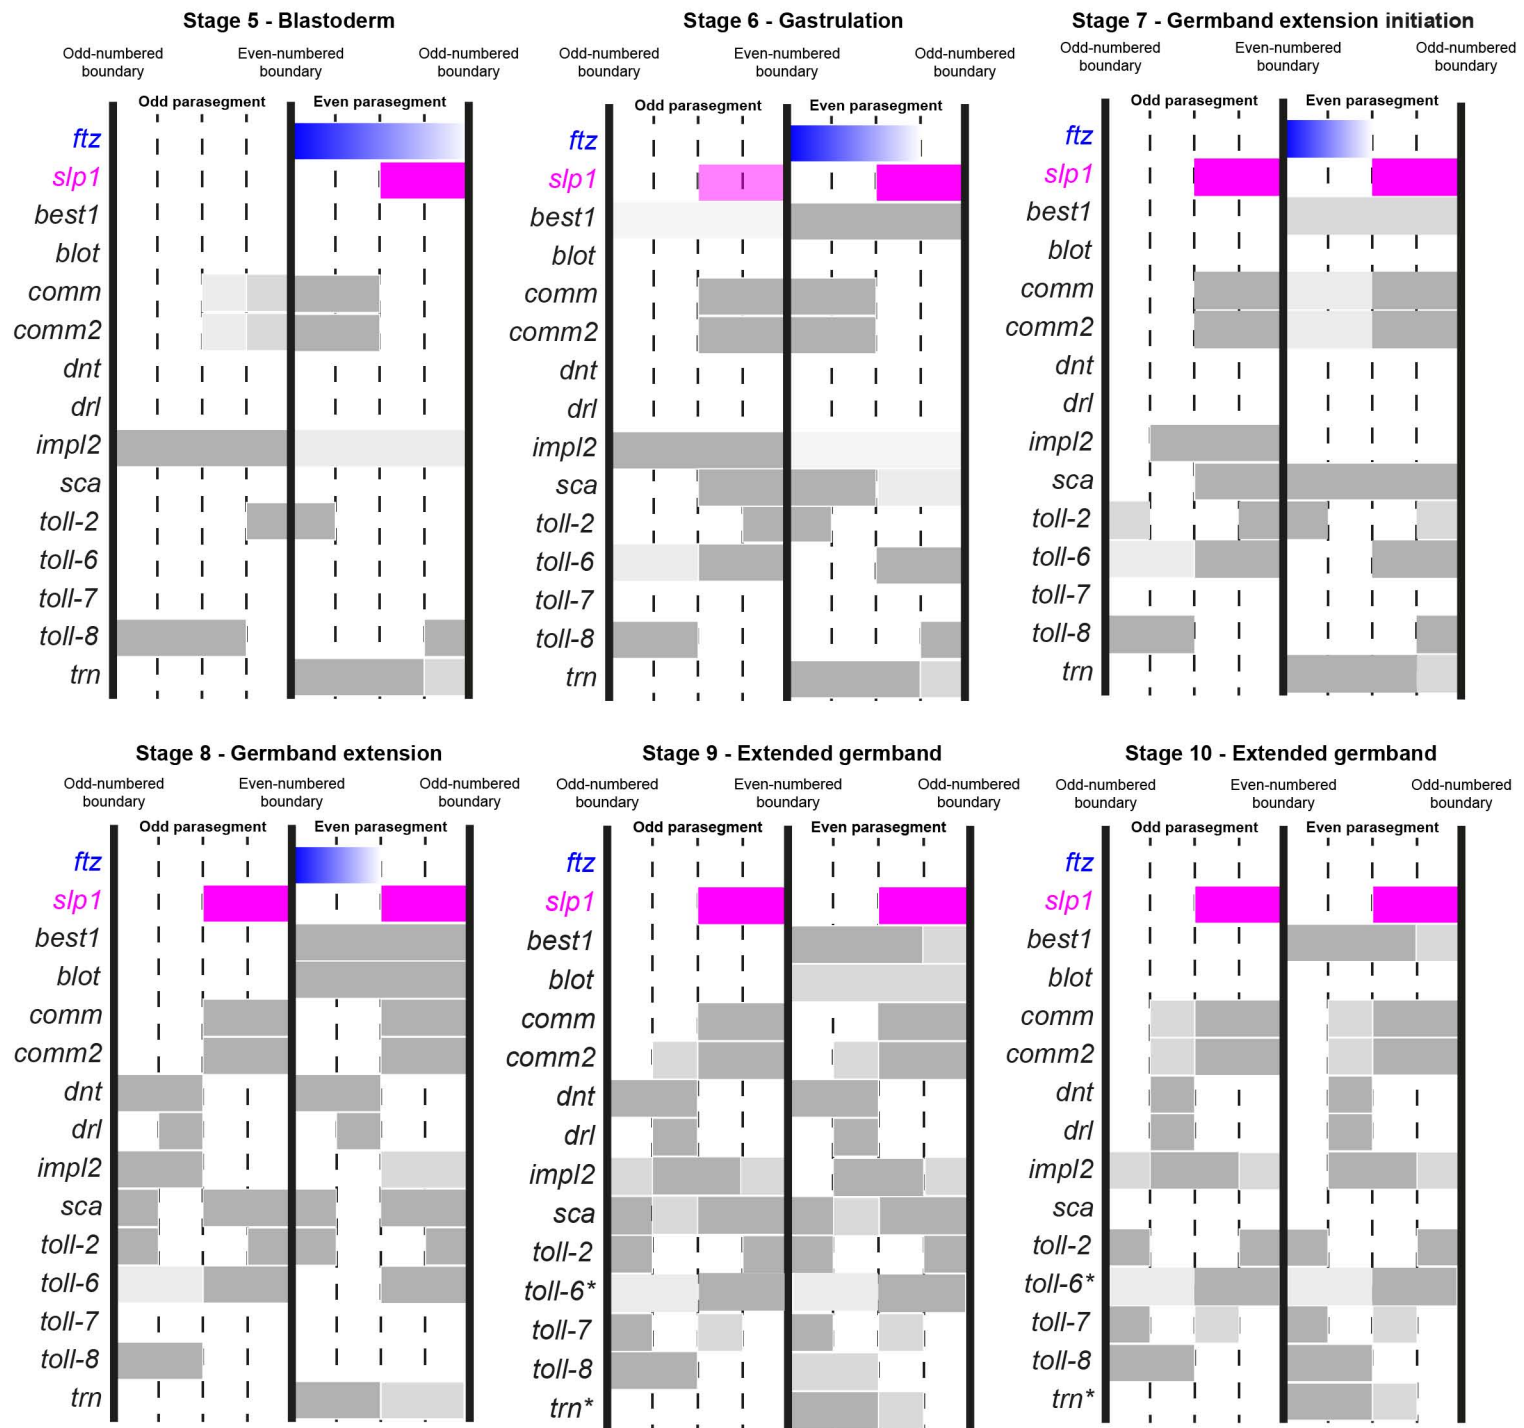 Stage 5 - Blastoderm
Odd-numbered boundary
Even-numbered boundary
Odd-numbered boundary
Odd parasegment
Even parasegment
ftz
slp1
best1
blot
comm
comm2
dnt
drl
impl2
sca
toll-2
toll-6
toll-7
toll-8
trn
Stage 6 - Gastrulation
Odd-numbered boundary
Even-numbered boundary
Odd-numbered boundary
Odd parasegment
Even parasegment
ftz
slp1
best1
blot
comm
comm2
dnt
drl
impl2
sca
toll-2
toll-6
toll-7
toll-8
trn
Stage 7 - Germband extension initiation
Odd-numbered boundary
Even-numbered boundary
Odd-numbered boundary
Odd parasegment
Even parasegment
ftz
slp1
best1
blot
comm
comm2
dnt
drl
impl2
sca
toll-2
toll-6
toll-7
toll-8
trn
Stage 8 - Germband extension
Odd-numbered boundary
Even-numbered boundary
Odd-numbered boundary
Odd parasegment
Even parasegment
ftz
slp1
best1
blot
comm
comm2
dnt
drl
impl2
sca
toll-2
toll-6
toll-7
toll-8
trn
Stage 9 - Extended germband
Odd-numbered boundary
Even-numbered boundary
Odd-numbered boundary
Odd parasegment
Even parasegment
ftz
slp1
best1
blot
comm
comm2
dnt
drl
impl2
sca
toll-2
toll-6*
toll-7
toll-8
trn*
Stage 10 - Extended germband
Odd-numbered boundary
Even-numbered boundary
Odd-numbered boundary
Odd parasegment
Even parasegment
ftz
slp1
best1
blot
comm
comm2
dnt
drl
impl2
sca
toll-2
toll-6*
toll-7
toll-8
trn*